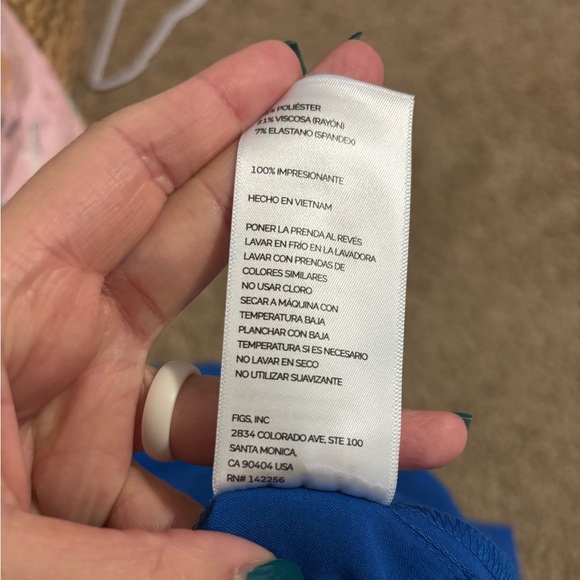 POLIÉSTER
21% VISCOSA (RAYÓN)
7% ELASTANO (SPANDEX)
100% IMPRESIONANTE
HECHO EN VIETNAM
PONER LA PRENDA AL REVÉS
LAVAR EN FRÍO EN LA LAVADORA
LAVAR CON PRENDAS DE
COLORES SIMILARES
NO USAR CLORO
SECAR A MÁQUINA CON
TEMPERATURA BAJA
PLANCHAR CON BAJA
TEMPERATURA SI ES NECESARIO
NO LAVAR EN SECO
NO UTILIZAR SUAVIZANTE
FIGS, INC
2834 COLORADO AVE, STE 100
SANTA MONICA,
CA 90404 USA
RN# 142256